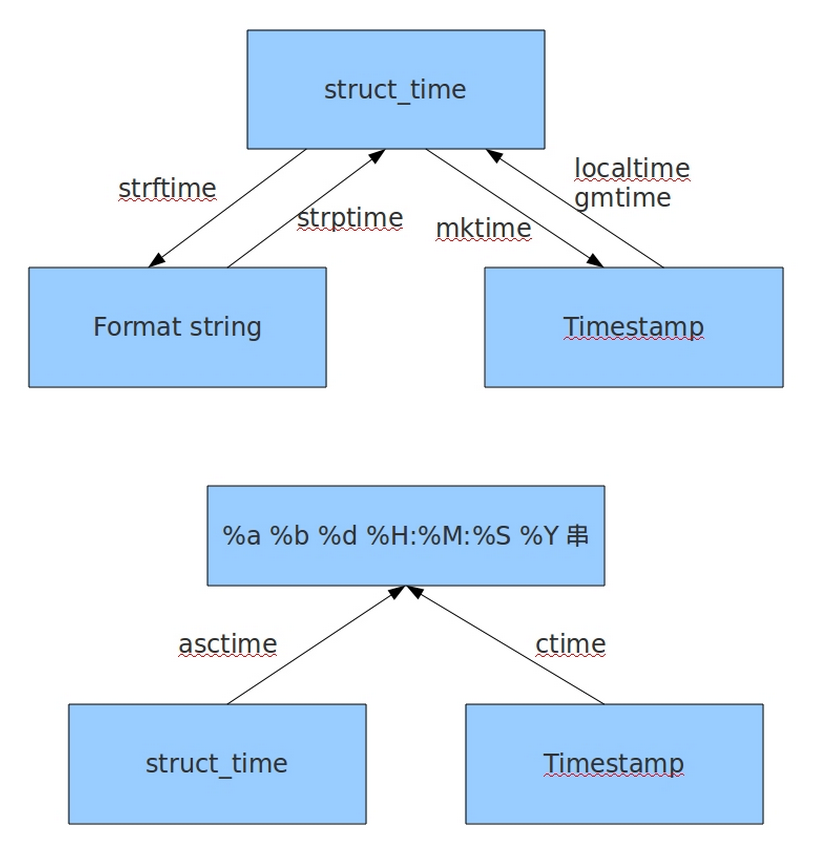 struct_time
strftime
strptime
mktime
localtime
gmtime
Format string
Timestamp
%a %b %d %H:%M:%S %Y 串
asctime
ctime
struct_time
Timestamp